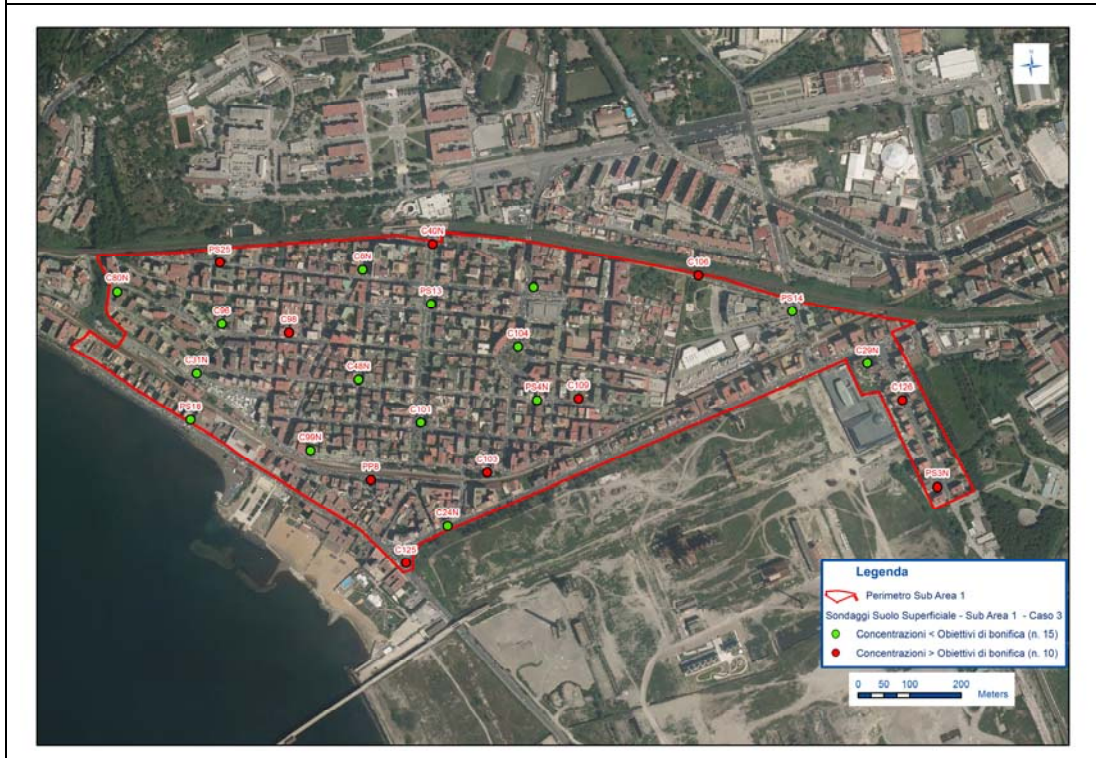 C40N
PS25
C6N
C106
C80N
PS13
PS14
C96
C98
C104
C29N
C31N
C48N
PS4N
C109
C126
PS18
C101
C99N
PP8
C103
PS3N
C24N
C125
Legenda
Perimetro Sub Area 1
Sondaggi Suolo Superficiale - Sub Area 1 - Caso 3
Concentrazioni < Obiettivi di bonifica (n. 15)
Concentrazioni > Obiettivi di bonifica (n. 10)
0 50 100 200
Meters